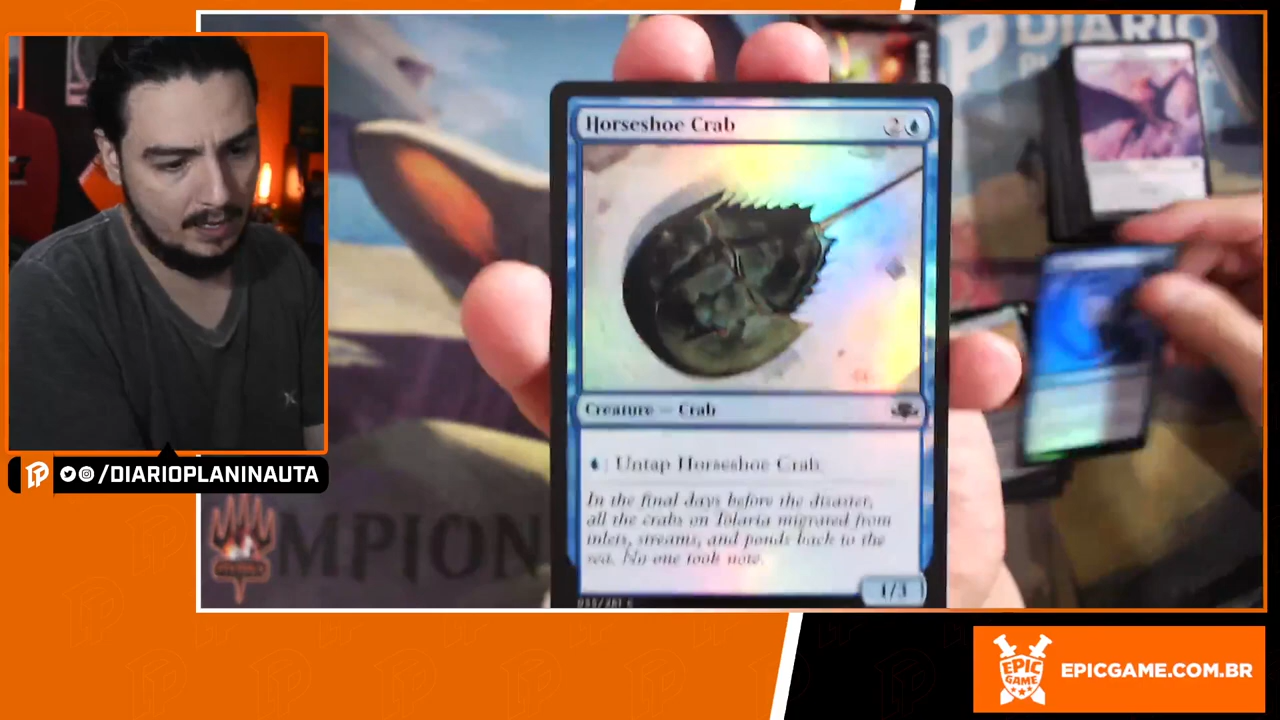 DIARIO
Horseshoe Crab
2
Creature — Crab
: Untap Horseshoe Crab.
In the final days before the disaster,
all the crabs on Tolaria migrated from
inlets, streams, and ponds back to the
sea. No one took note.
1/3
/DIARIOPLANINAUTA
MPION
EPIC
GAME
EPICGAME.COM.BR